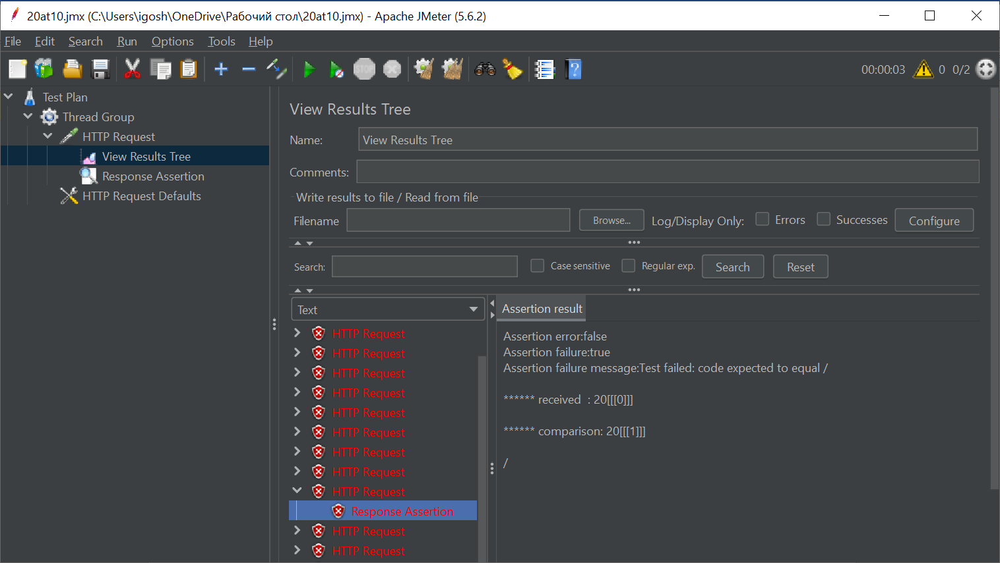 20at10.jmx (C:\Users\igosh\OneDrive\Рабочий стол\20at10.jmx) - Apache JMeter (5.6.2)
File Edit Search Run Options Tools Help
STOP
00:00:03 0 0/2
Test Plan
Thread Group
HTTP Request
View Results Tree
Response Assertion
HTTP Request Defaults
View Results Tree
Name: View Results Tree
Comments:
Write results to file / Read from file
Filename Browse... Log/Display Only: Errors Successes Configure
Search: Case sensitive Regular exp. Search Reset
Text
HTTP Request
HTTP Request
HTTP Request
HTTP Request
HTTP Request
HTTP Request
HTTP Request
HTTP Request
HTTP Request
Response Assertion
HTTP Request
HTTP Request
Assertion result
Assertion error:false
Assertion failure:true
Assertion failure message:Test failed: code expected to equal /
****** received  : 20[[[0]]]
****** comparison: 20[[[1]]]
/